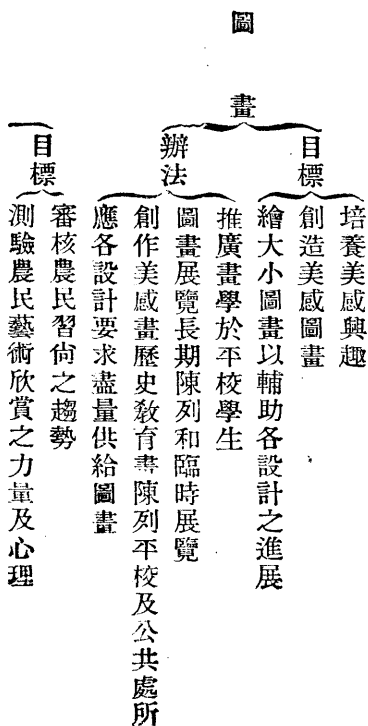 圖畫
目標
培養美感興趣
創造美感圖畫
繪大小圖畫以輔助各設計之進展
辦法
推廣畫學於平校學生
圖畫展覽長期陳列和臨時展覽
創作美感畫歷史敎育畫陳列平校及公共處所
應各設計要求盡量供給圖畫
目標
審核農民習尙之趨勢
測驗農民藝術欣賞之力量及心理